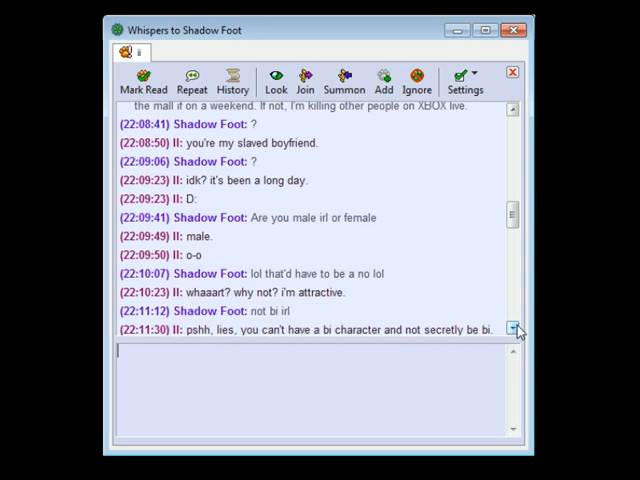 Whispers to Shadow Foot
ii
Mark Read Repeat History Look Join Summon Add Ignore Settings
the mall if on a weekend. If not, I'm killing other people on XBOX live.
(22:08:41) Shadow Foot: ?
(22:08:50) II: you're my slaved boyfriend.
(22:09:06) Shadow Foot: ?
(22:09:23) II: idk? it's been a long day.
(22:09:23) II: D:
(22:09:41) Shadow Foot: Are you male irl or female
(22:09:49) II: male.
(22:09:50) II: o-o
(22:10:07) Shadow Foot: lol that'd have to be a no lol
(22:10:23) II: whaaart? why not? i'm attractive.
(22:11:12) Shadow Foot: not bi irl
(22:11:30) II: pshh, lies, you can't have a bi character and not secretly be bi.